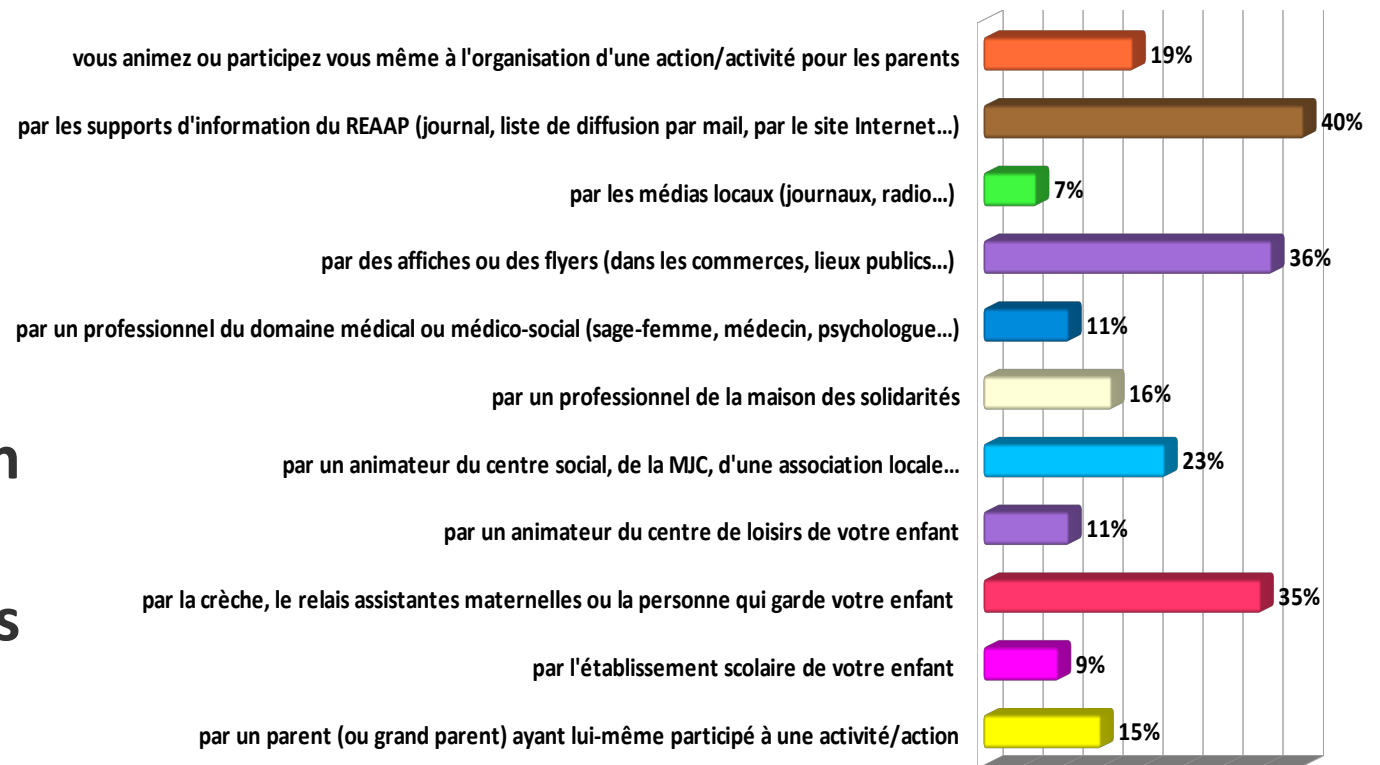 vous animez ou participez vous même à l'organisation d'une action/activité pour les parents 19%
par les supports d'information du REAAP (journal, liste de diffusion par mail, par le site Internet…) 40%
par les médias locaux (journaux, radio…) 7%
par des affiches ou des flyers (dans les commerces, lieux publics…) 36%
par un professionnel du domaine médical ou médico-social (sage-femme, médecin, psychologue…) 11%
par un professionnel de la maison des solidarités 16%
par un animateur du centre social, de la MJC, d'une association locale… 23%
par un animateur du centre de loisirs de votre enfant 11%
par la crèche, le relais assistantes maternelles ou la personne qui garde votre enfant 35%
par l'établissement scolaire de votre enfant 9%
par un parent (ou grand parent) ayant lui-même participé à une activité/action 15%